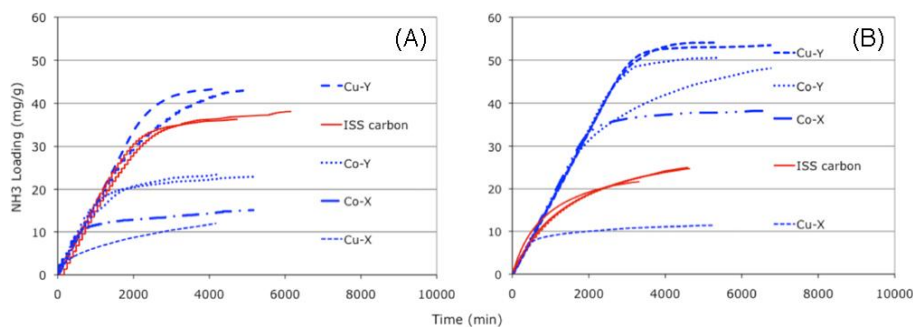 60
50
40
30
20
10
0
NH3 Loading (mg/g)
(A)
Cu-Y
ISS carbon
Co-Y
Co-X
Cu-X
0 2000 4000 6000 8000 10000
60
50
40
30
20
10
0
(B)
Cu-Y
Co-Y
Co-X
ISS carbon
Cu-X
0 2000 4000 6000 8000 10000
Time (min)